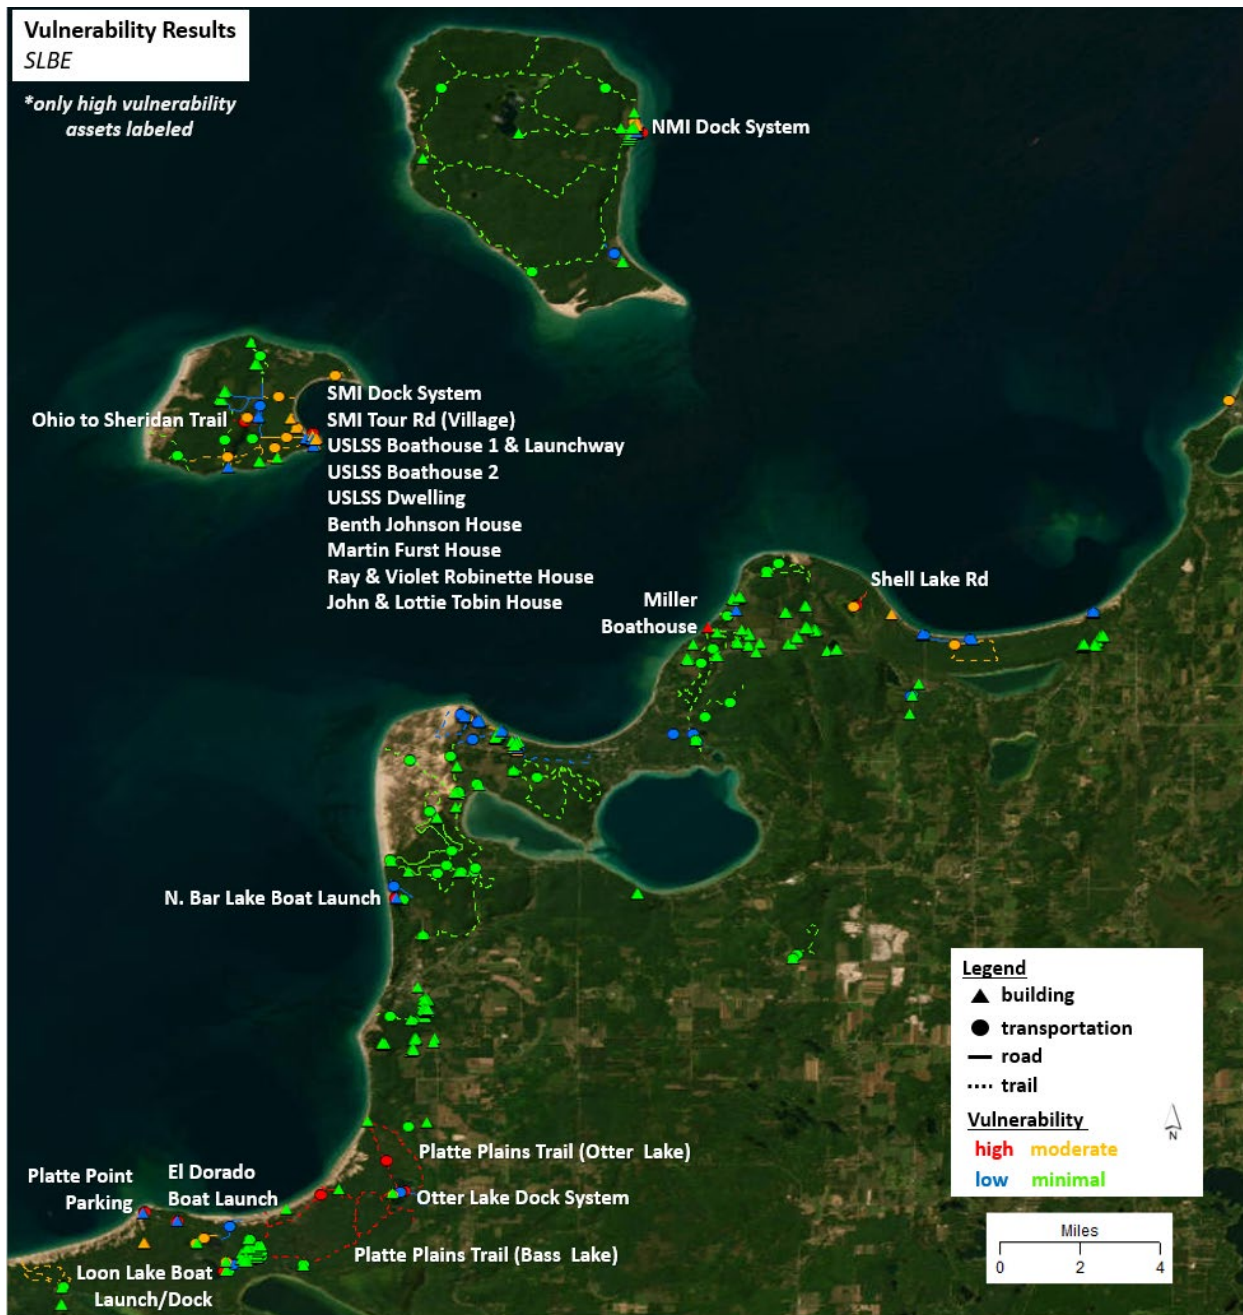 Vulnerability Results
SLBE
*only high vulnerability
assets labeled
NMI Dock System
Ohio to Sheridan Trail
SMI Dock System
SMI Tour Rd (Village)
USLSS Boathouse 1 & Launchway
USLSS Boathouse 2
USLSS Dwelling
Benth Johnson House
Martin Furst House
Ray & Violet Robinette House
John & Lottie Tobin House
Shell Lake Rd
Miller
Boathouse
N. Bar Lake Boat Launch
Legend
building
transportation
road
trail
Vulnerability
high moderate
low minimal
N
Miles
0 2 4
Platte Plains Trail (Otter Lake)
Platte Point
Parking
El Dorado
Boat Launch
Otter Lake Dock System
Platte Plains Trail (Bass Lake)
Loon Lake Boat
Launch/Dock